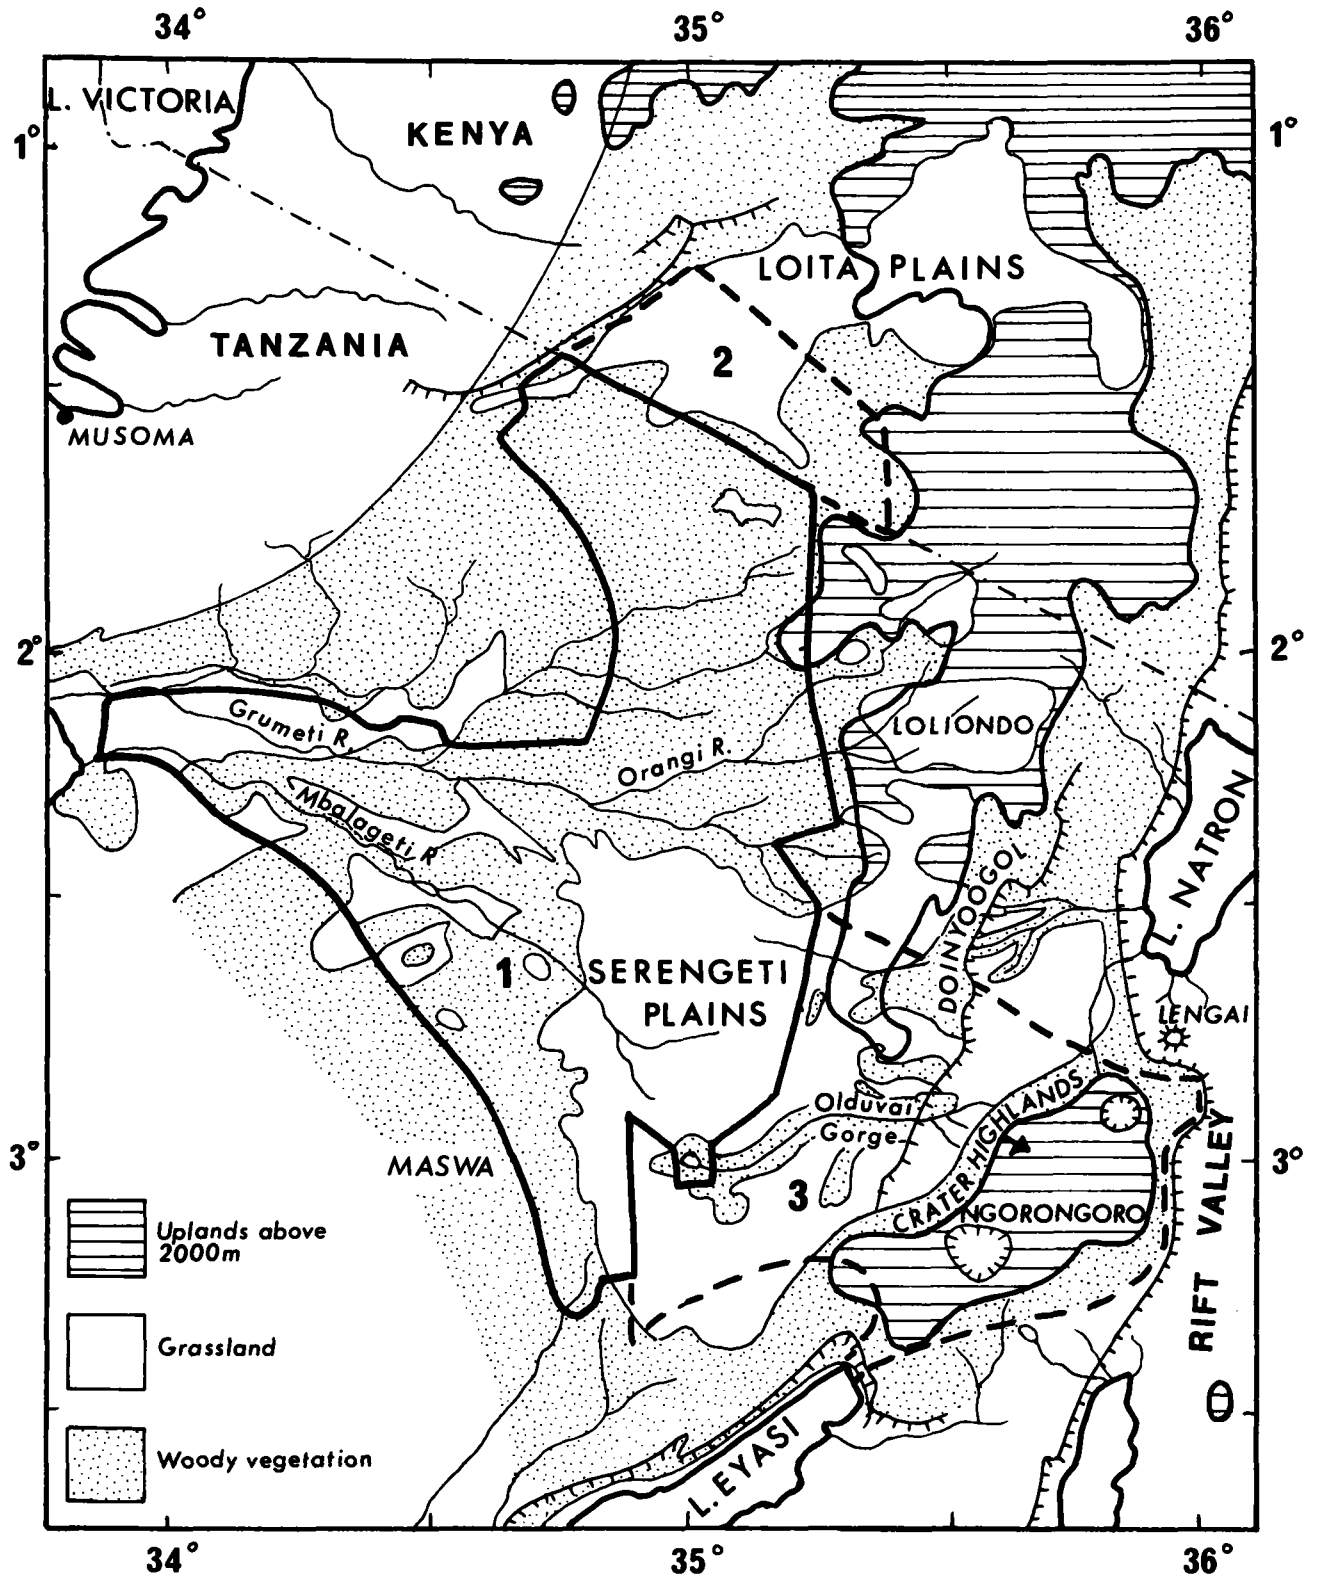 34° 35° 36°
L. VICTORIA
KENYA
1° 1°
LOITA PLAINS
TANZANIA
2
MUSOMA
2° 2°
Grumeti R.
LOLIONDO
Orangi R.
Mbalageti R
L. NATRON
DOINYOOGOL
1
SERENGETI
PLAINS
LENGAI
Olduvai
Gorge
CRATER HIGHLANDS
3° 3°
MASWA
3
NGORONGORO
RIFT VALLEY
Uplands above
2000m
Grassland
Woody vegetation
L. EYASI
34° 35° 36°